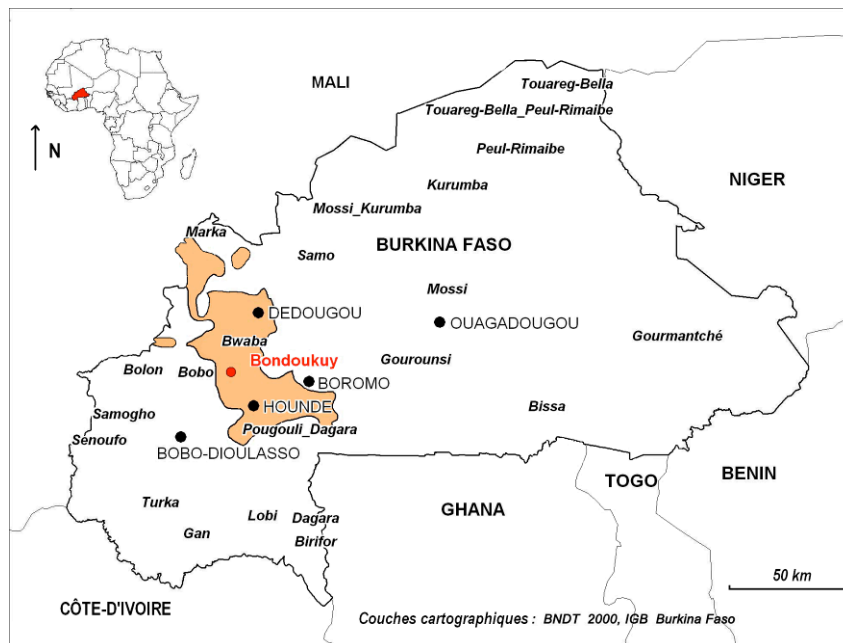 MALI
Touareg-Bella
Touareg-Bella_Peul-Rimaibe
N
Peul-Rimaibe
NIGER
Kurumba
Mossi_Kurumba
Marka
BURKINA FASO
Samo
Mossi
DEDOUGOU
OUAGADOUGOU
Gourmantché
Bwaba
Bondoukuy
Gourounsi
Bolon
Bobo
BOROMO
HOUNDE
Bissa
Samogho
Pougouli_Dagara
Senoufo
BOBO-DIOULASSO
TOGO
BENIN
Turka
GHANA
Lobi
Dagara
Gan
Birifor
50 km
CÔTE-D'IVOIRE
Couches cartographiques : BNDT 2000, IGB Burkina Faso